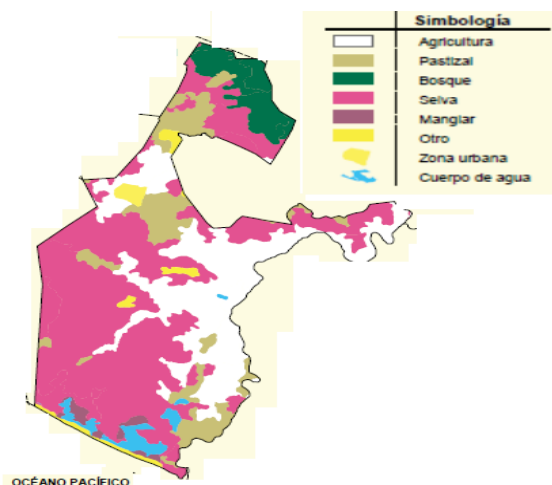 Simbología
Agricultura
Pastizal
Bosque
Selva
Manglar
Otro
Zona urbana
Cuerpo de agua
OCÉANO PACÍFICO